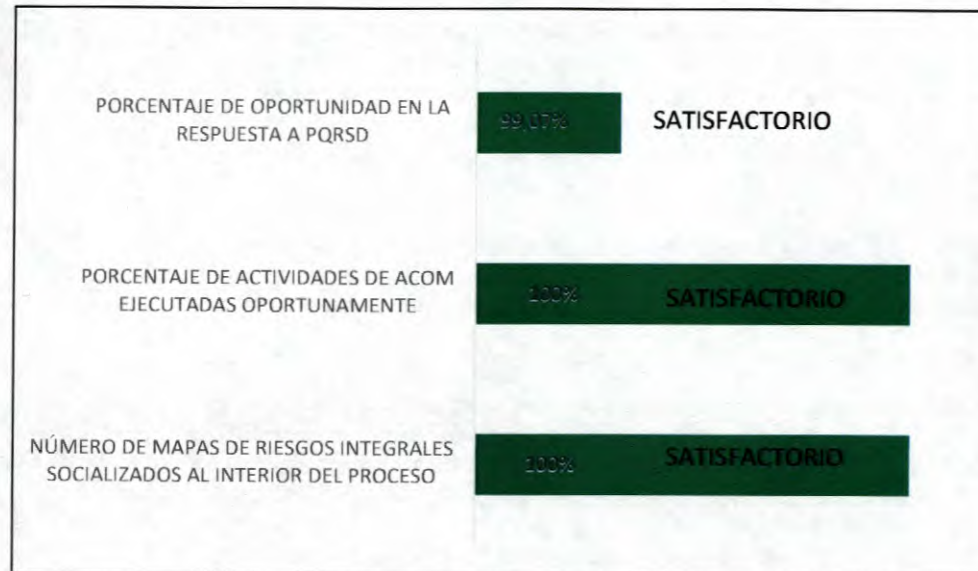 PORCENTAJE DE OPORTUNIDAD EN LA
RESPUESTA A PQRSD
99,07%
SATISFACTORIO
PORCENTAJE DE ACTIVIDADES DE ACOM
EJECUTADAS OPORTUNAMENTE
100%
SATISFACTORIO
NÚMERO DE MAPAS DE RIESGOS INTEGRALES
SOCIALIZADOS AL INTERIOR DEL PROCESO
100%
SATISFACTORIO